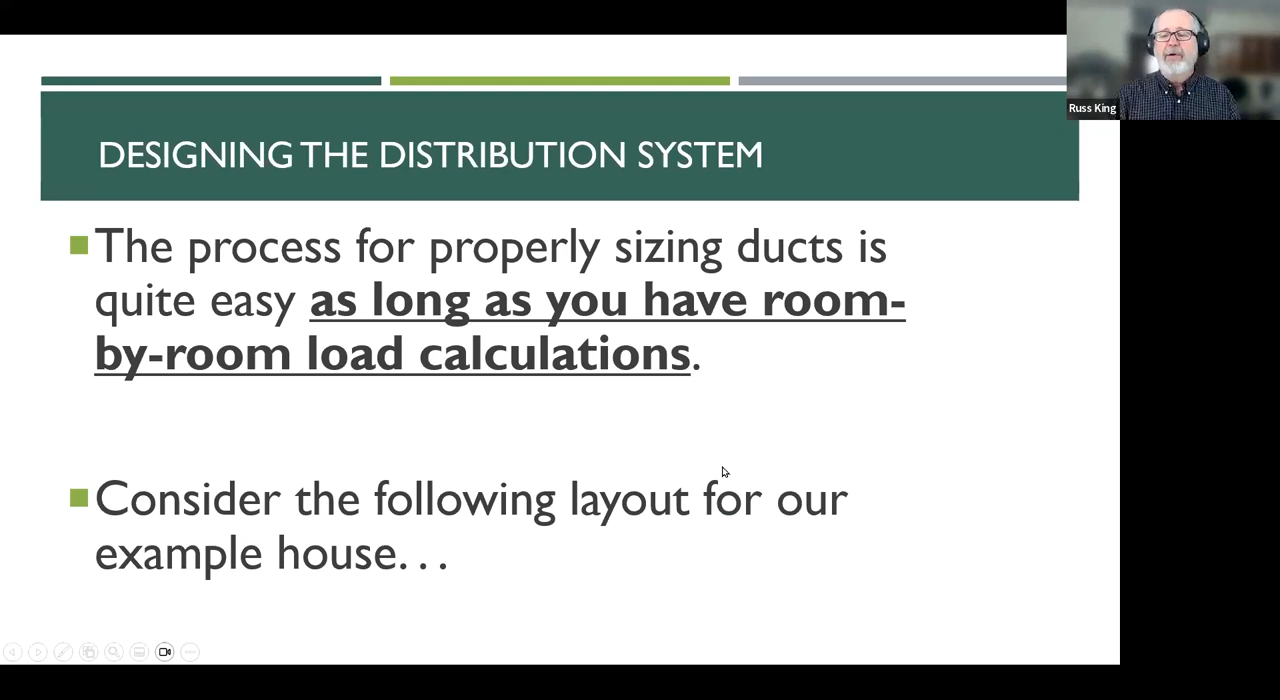 Russ King
DESIGNING THE DISTRIBUTION SYSTEM
The process for properly sizing ducts is
quite easy as long as you have room-
by-room load calculations.
Consider the following layout for our
example house. . .